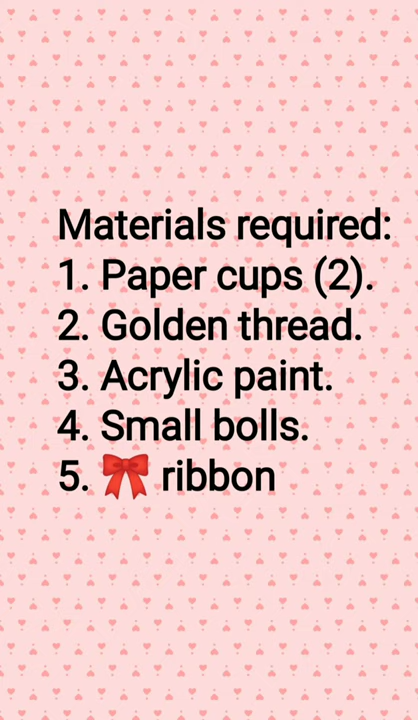 Materials required:
1. Paper cups (2).
2. Golden thread.
3. Acrylic paint.
4. Small bolls.
5. 🎀 ribbon